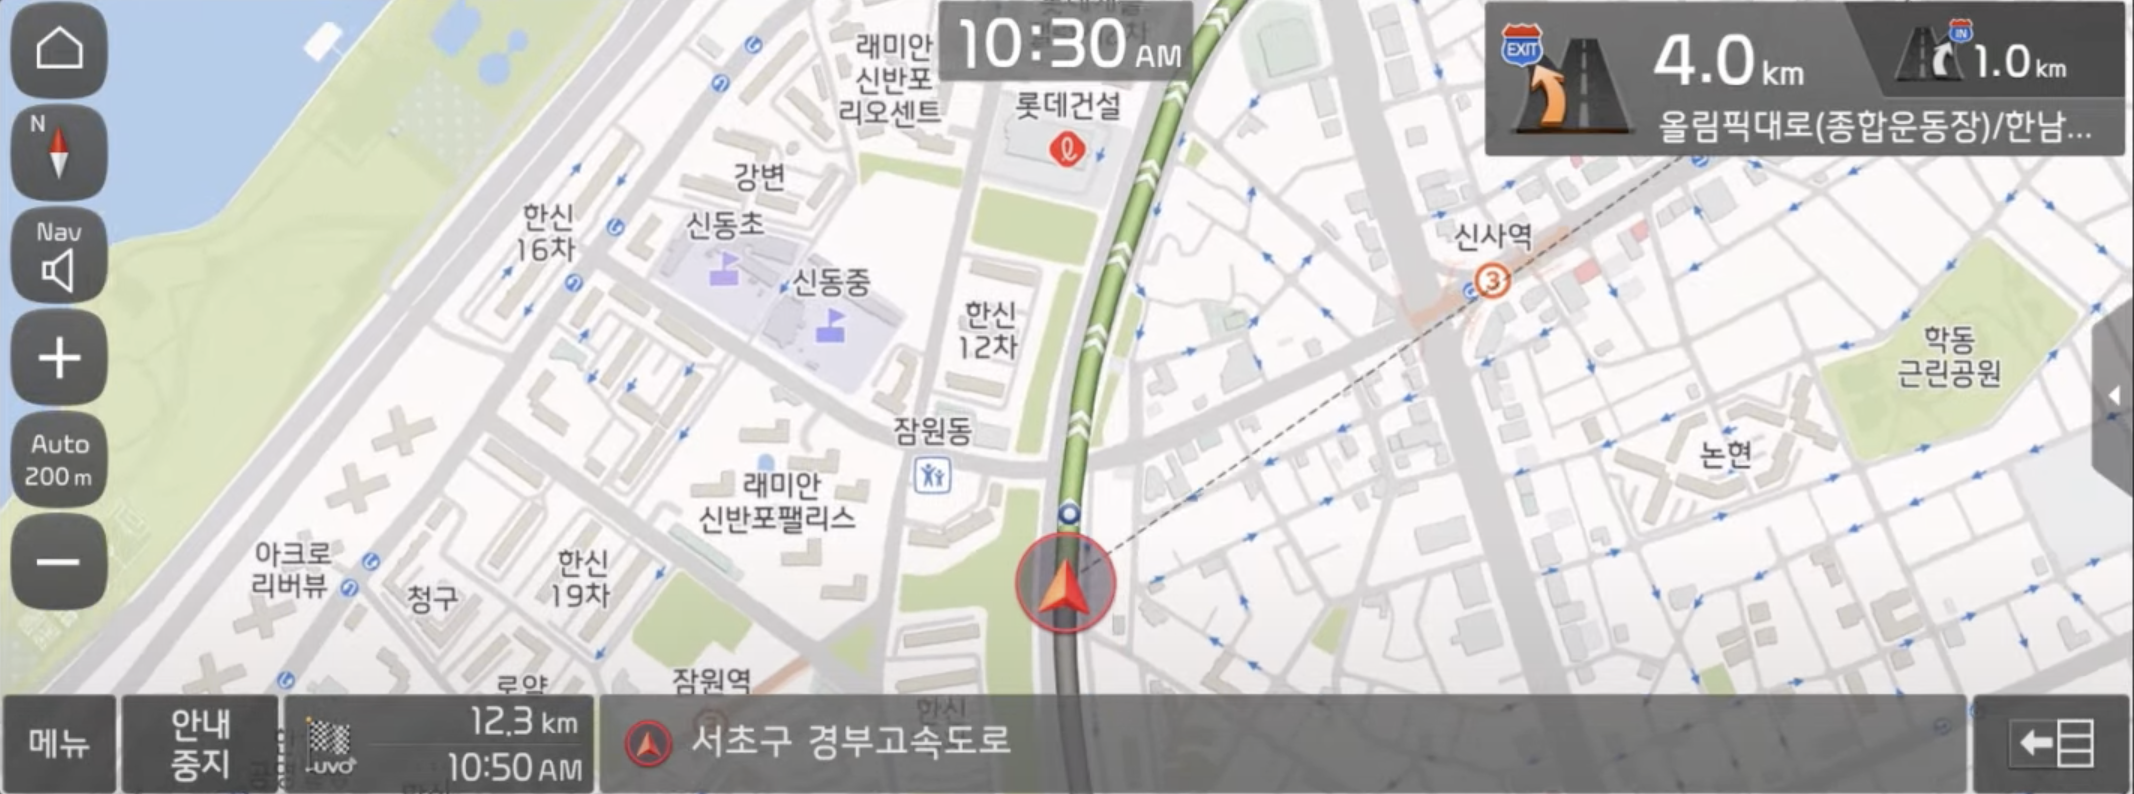 10:30 AM
EXIT
4.0 km
IN
1.0 km
올림픽대로(종합운동장)/한남...
N
Nav
Auto
200 m
래미안
신반포
리오센트
롯데건설
강변
한신
16차
신동초
신동중
한신
12차
신사역
3
학동
근린공원
잠원동
논현
래미안
신반포팰리스
아크로
리버뷰
청구
한신
19차
로얄
잠원역
한신
메뉴
안내
중지
UVO
12.3 km
10:50 AM
서초구 경부고속도로